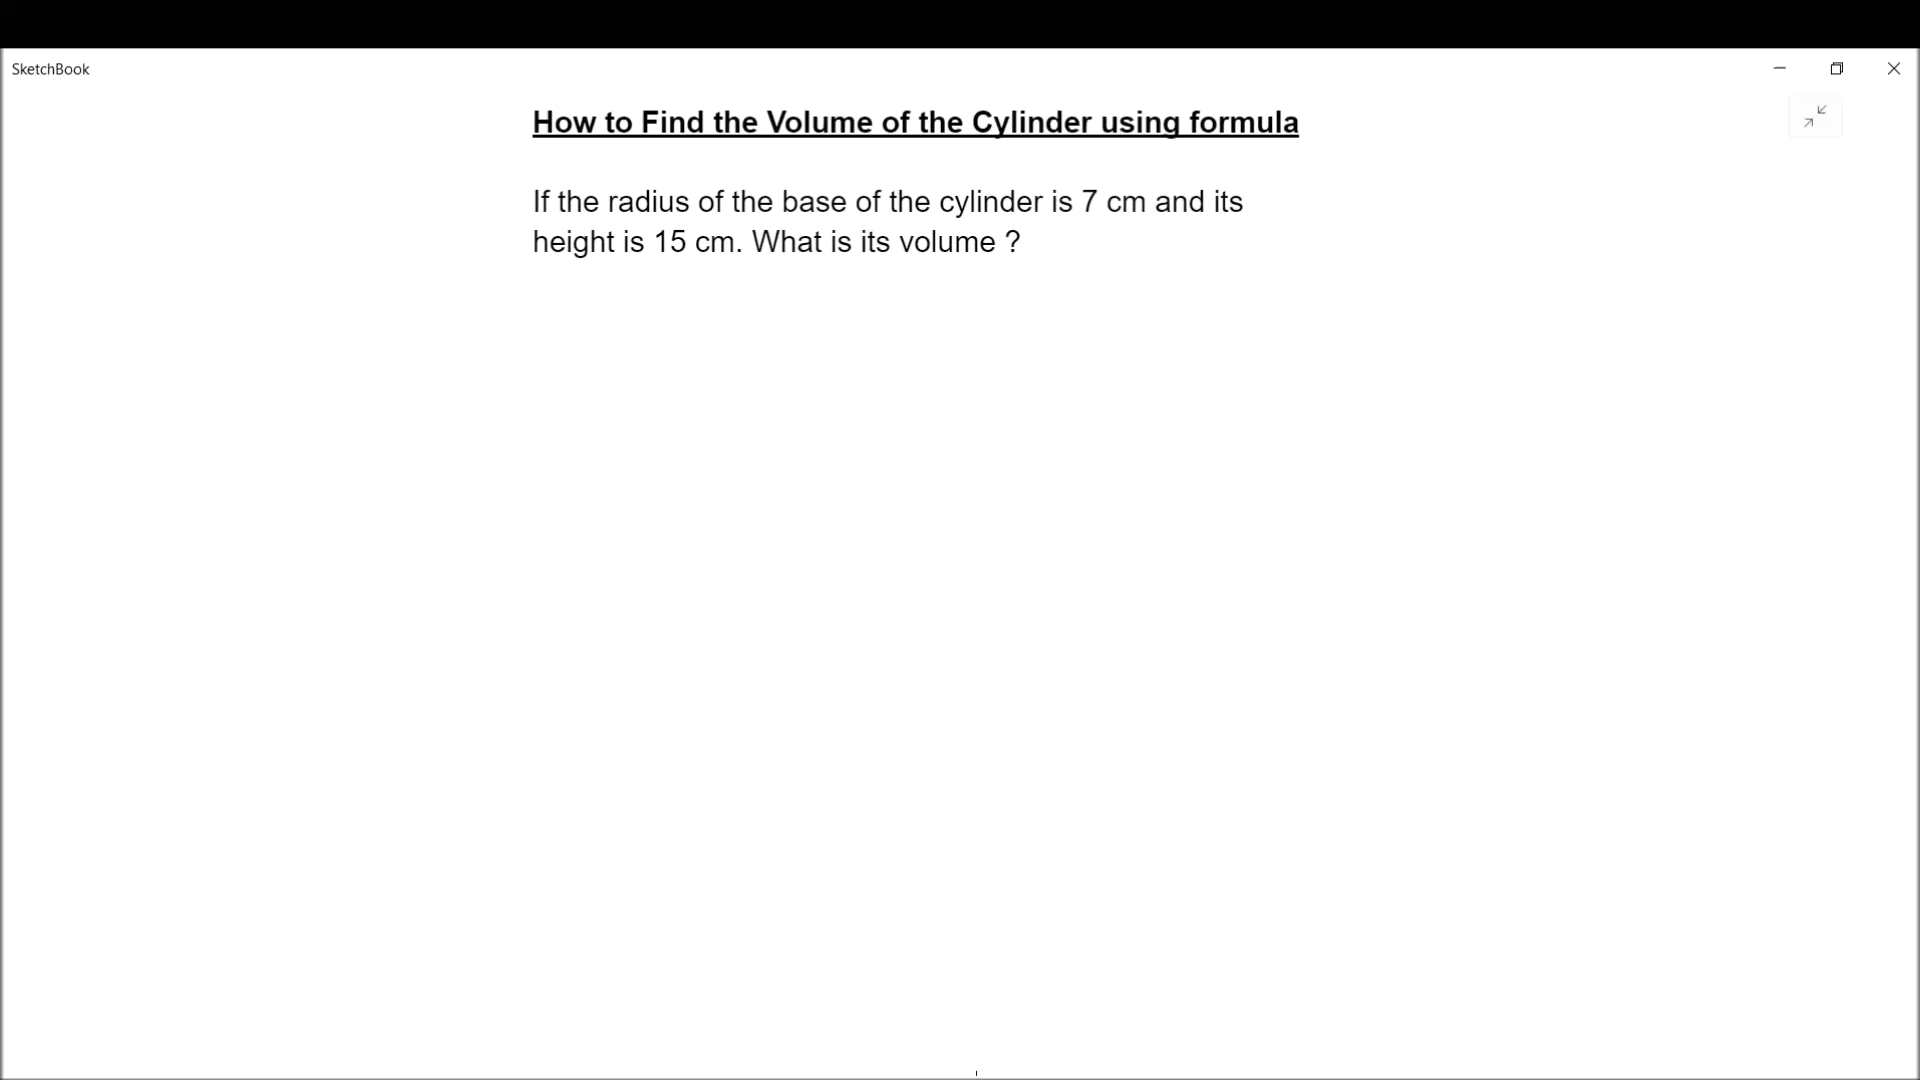 SketchBook
How to Find the Volume of the Cylinder using formula
If the radius of the base of the cylinder is 7 cm and its
height is 15 cm. What is its volume ?